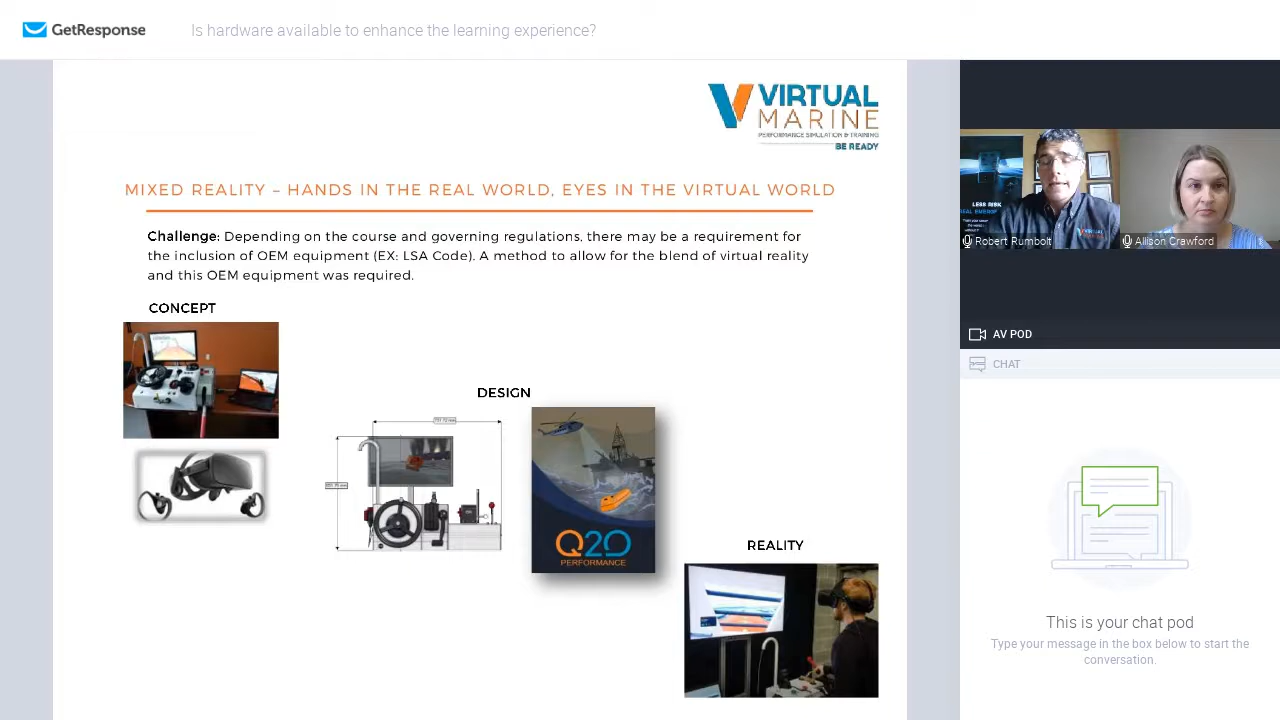 GetResponse
Is hardware available to enhance the learning experience?
VIRTUAL
MARINE
PERFORMANCE SIMULATION & TRAINING
BE READY
MIXED REALITY – HANDS IN THE REAL WORLD, EYES IN THE VIRTUAL WORLD
Challenge: Depending on the course and governing regulations, there may be a requirement for
the inclusion of OEM equipment (EX: LSA Code). A method to allow for the blend of virtual reality
and this OEM equipment was required.
CONCEPT
DESIGN
Q20
PERFORMANCE
REALITY
LESS RISK
Robert Rumbolt
Allison Crawford
AV POD
CHAT
This is your chat pod
Type your message in the box below to start the
conversation.